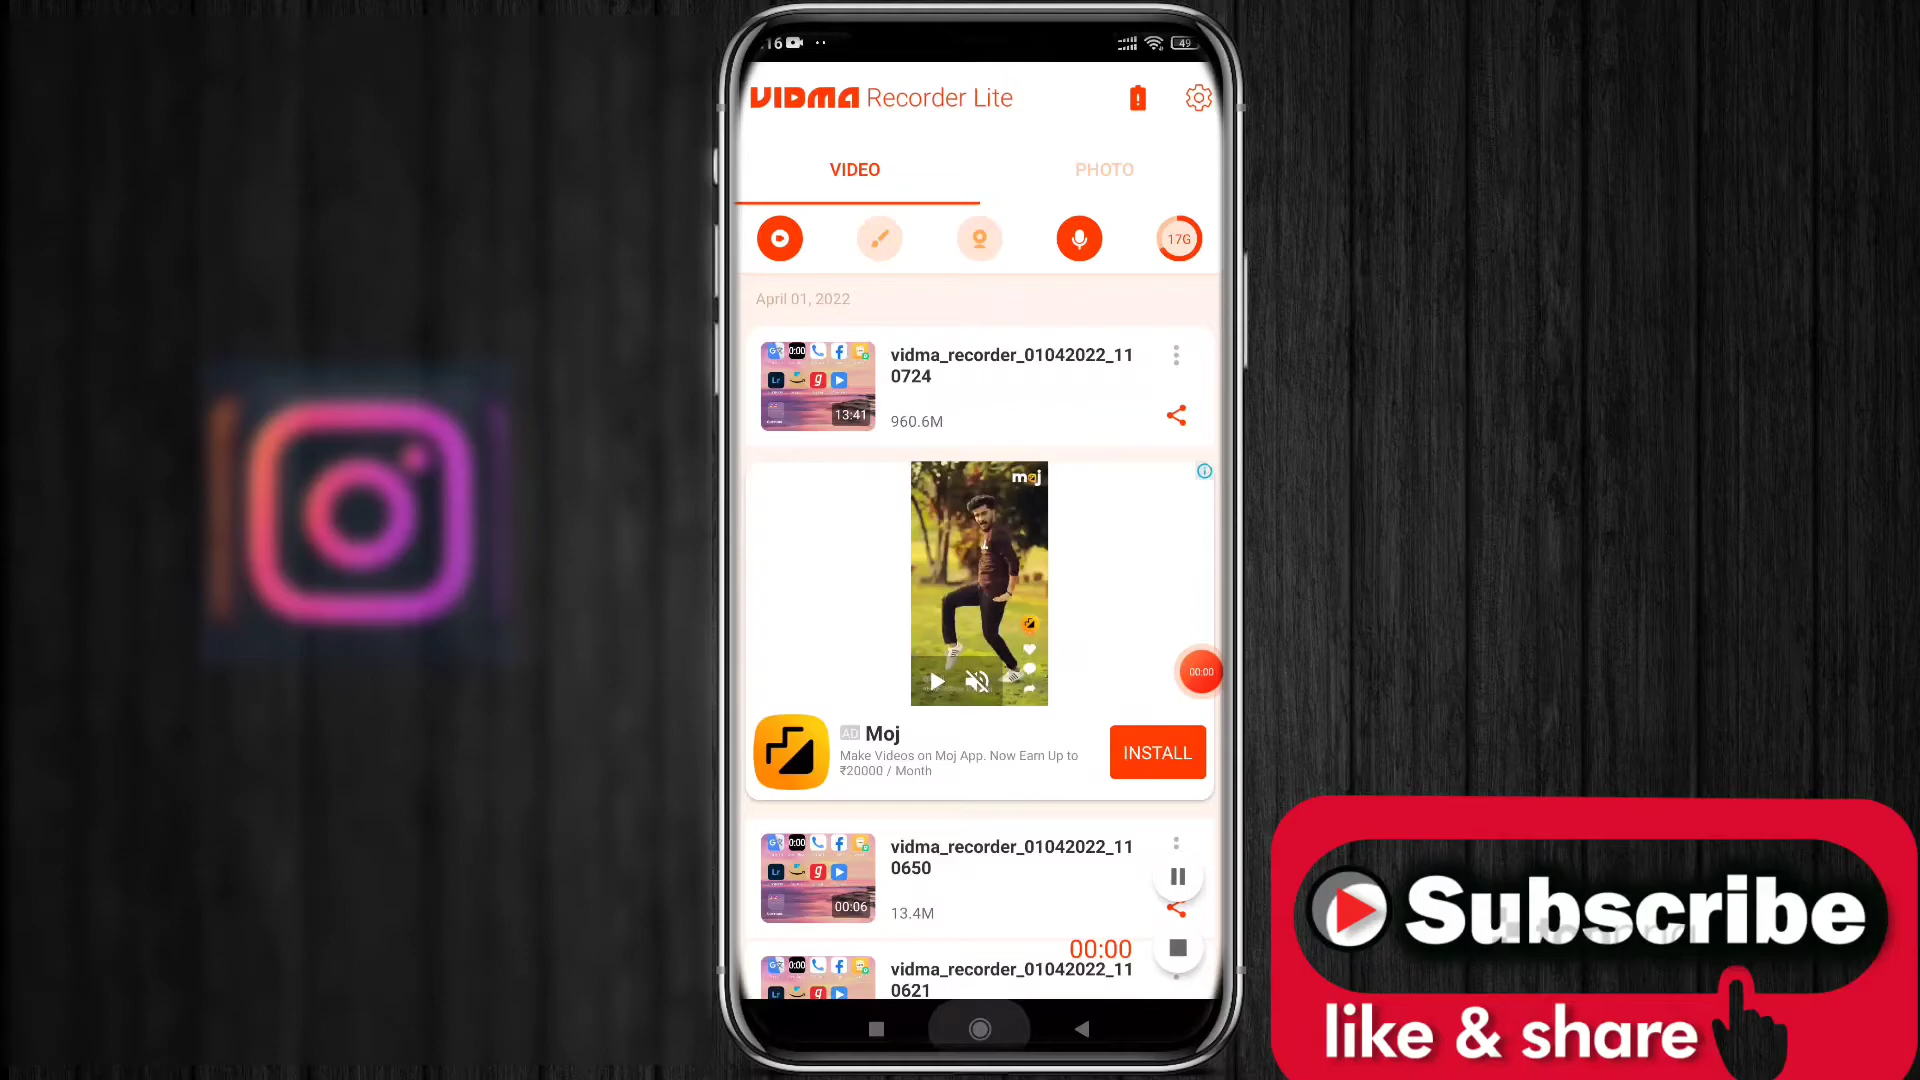 :16
49
VIDMA Recorder Lite
VIDEO
PHOTO
17G
April 01, 2022
vidma_recorder_01042022_11
0724
13:41
960.6M
moj
00:00
AD Moj
Make Videos on Moj App. Now Earn Up to
₹20000 / Month
INSTALL
vidma_recorder_01042022_11
0650
00:06
13.4M
00:00
vidma_recorder_01042022_11
0621
Subscribe
like & share